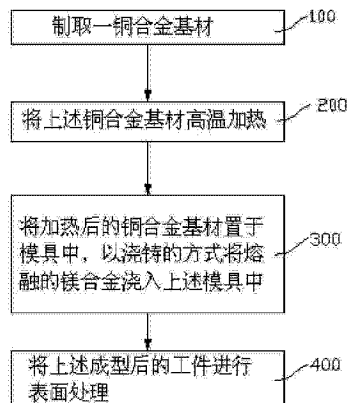 制取一铜合金基材
100
将上述铜合金基材高温加热
200
将加热后的铜合金基材置于
模具中，以浇铸的方式将熔
融的镁合金浇入上述模具中
300
将上述成型后的工件进行
表面处理
400